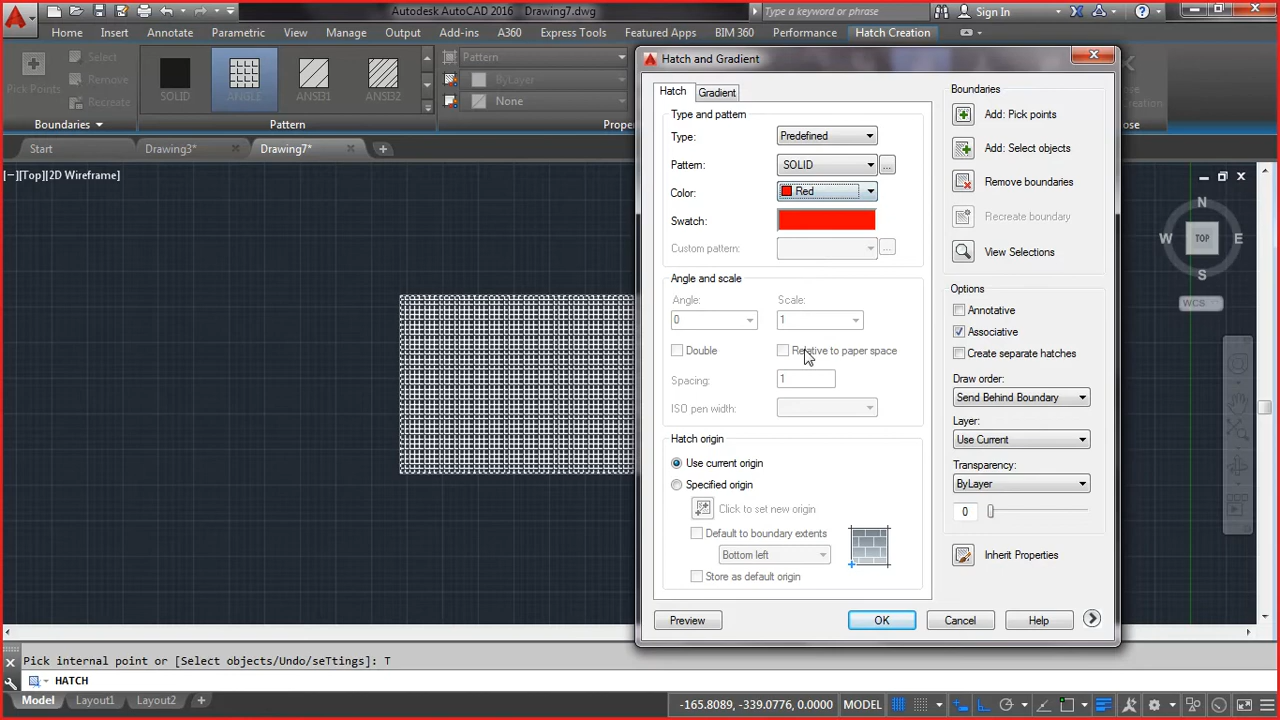 Autodesk AutoCAD 2016 Drawing7.dwg
Type a keyword or phrase
Sign In
Home Insert Annotate Parametric View Manage Output Add-ins A360 Express Tools Featured Apps BIM 360 Performance Hatch Creation
Pick Points
Select
Remove
Recreate
SOLID
ANGLE
ANSI31
ANSI32
Pattern
ByLayer
None
Boundaries
Pattern
Start
Drawing3*
Drawing7*
[−][Top][2D Wireframe]
Hatch and Gradient
Hatch
Gradient
Type and pattern
Type: Predefined
Pattern: SOLID ...
Color: Red
Swatch:
Custom pattern: ...
Angle and scale
Angle: Scale:
0 1
Double Relative to paper space
Spacing: 1
ISO pen width:
Hatch origin
Use current origin
Specified origin
Click to set new origin
Default to boundary extents
Bottom left
Store as default origin
Boundaries
Add: Pick points
Add: Select objects
Remove boundaries
Recreate boundary
View Selections
Options
Annotative
Associative
Create separate hatches
Draw order:
Send Behind Boundary
Layer:
Use Current
Transparency:
ByLayer
0
Inherit Properties
Preview OK Cancel Help
N
W TOP E
S
WCS
Pick internal point or [Select objects/Undo/seTtings]: T
HATCH
Model Layout1 Layout2 +
-165.8089, -339.0776, 0.0000 MODEL